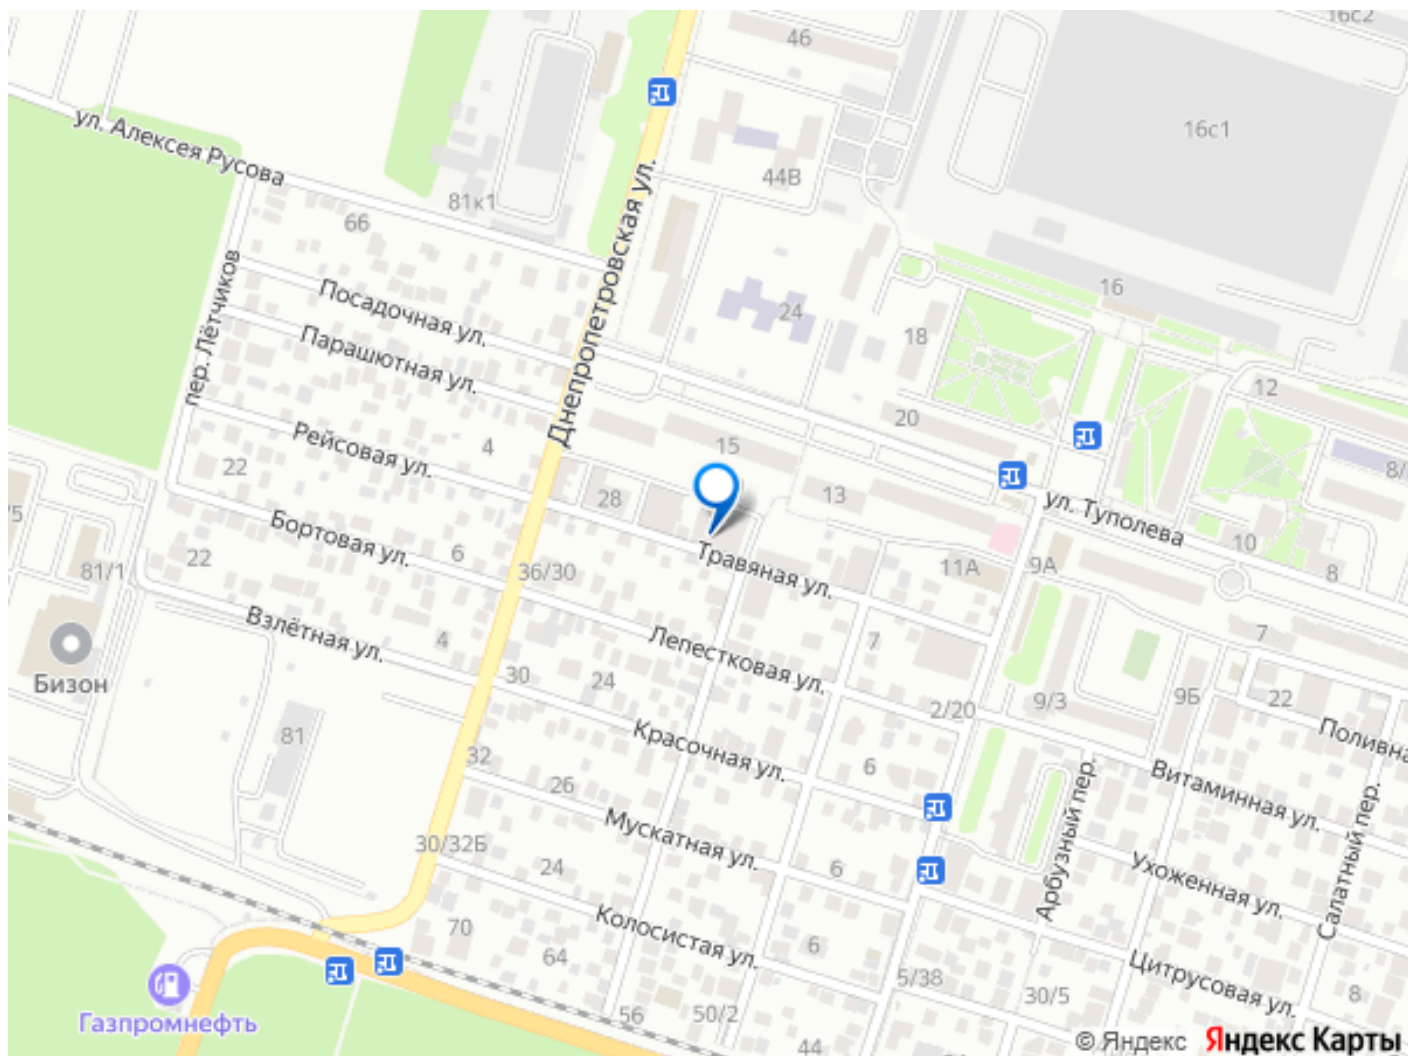 16с2
46
ул. Алексея Русова
16с1
44В
81к1
66
Днепропетровская ул.
пер. Лётчиков
Посадочная ул.
24
16
18
Парашютная ул.
12
20
15
Рейсовая ул.
4
22
28
13
ул. Туполева
8/
/5
Бортовая ул.
6
22
81/1
36/30
Травяная ул.
11А
9А
10
8
Взлётная ул.
4
Лепестковая ул.
7
7
Бизон
30
24
2/20
9/3
9Б
22
Поливна
81
32
Красочная ул.
6
26
Витаминная ул.
Арбузный пер.
Салатный пер.
Мускатная ул.
30/32Б
24
6
Ухоженная ул.
Колосистая ул.
70
64
6
5/38
Цитрусовая ул.
30/5
8
Газпромнефть
56
50/2
44
© Яндекс Яндекс Карты